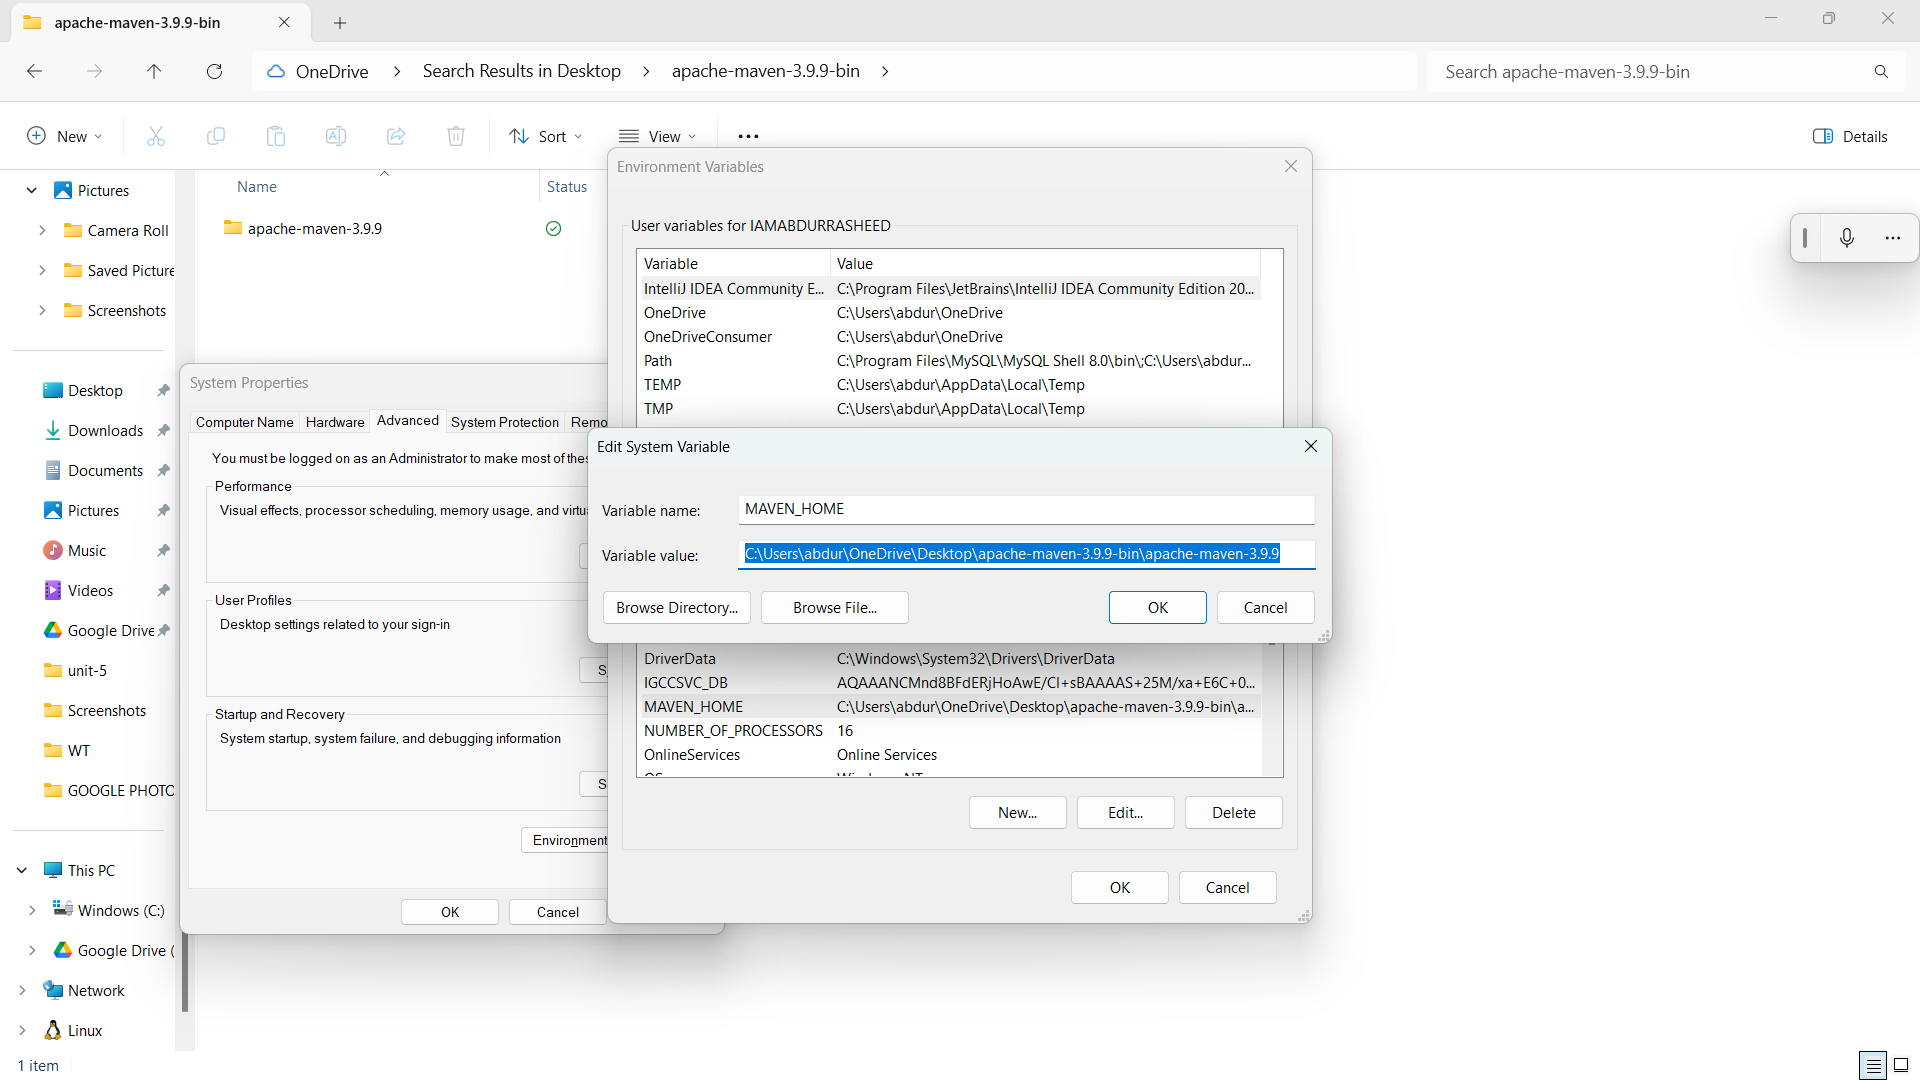 apache-maven-3.9.9-bin
OneDrive > Search Results in Desktop > apache-maven-3.9.9-bin >
Search apache-maven-3.9.9-bin
New
Sort
View
Details
Pictures
Camera Roll
Saved Picture
Screenshots
Desktop
Downloads
Documents
Pictures
Music
Videos
Google Drive
unit-5
Screenshots
WT
GOOGLE PHOTO
This PC
Windows (C:)
Google Drive (
Network
Linux
1 item
Name Status
apache-maven-3.9.9
System Properties
Computer Name Hardware Advanced System Protection Remo
You must be logged on as an Administrator to make most of thes
Performance
Visual effects, processor scheduling, memory usage, and virtu
User Profiles
Desktop settings related to your sign-in
Startup and Recovery
System startup, system failure, and debugging information
Environment
OK Cancel
Environment Variables
User variables for IAMABDURRASHEED
Variable Value
IntelliJ IDEA Community E... C:\Program Files\JetBrains\IntelliJ IDEA Community Edition 20...
OneDrive C:\Users\abdur\OneDrive
OneDriveConsumer C:\Users\abdur\OneDrive
Path C:\Program Files\MySQL\MySQL Shell 8.0\bin\;C:\Users\abdur...
TEMP C:\Users\abdur\AppData\Local\Temp
TMP C:\Users\abdur\AppData\Local\Temp
Edit System Variable
Variable name: MAVEN_HOME
Variable value: C:\Users\abdur\OneDrive\Desktop\apache-maven-3.9.9-bin\apache-maven-3.9.9
Browse Directory... Browse File... OK Cancel
DriverData C:\Windows\System32\Drivers\DriverData
IGCCSVC_DB AQAAANCMnd8BFdERjHoAwE/Cl+sBAAAAS+25M/xa+E6C+0...
MAVEN_HOME C:\Users\abdur\OneDrive\Desktop\apache-maven-3.9.9-bin\a...
NUMBER_OF_PROCESSORS 16
OnlineServices Online Services
New... Edit... Delete
OK Cancel